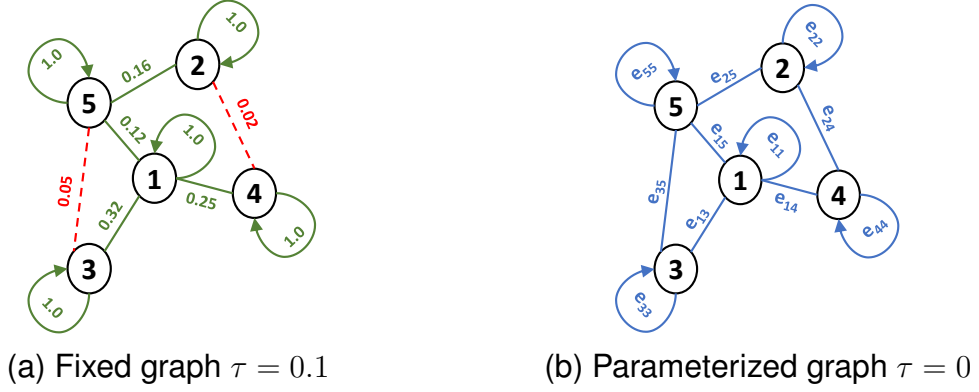 1.0
1.0
0.16
2
5
0.02
0.12
1.0
0.05
1
4
0.25
0.32
1.0
3
1.0
(a) Fixed graph τ = 0.1
e22
e55
e25
2
5
e24
e15
e11
e35
1
4
e14
e13
e44
3
e33
(b) Parameterized graph τ = 0